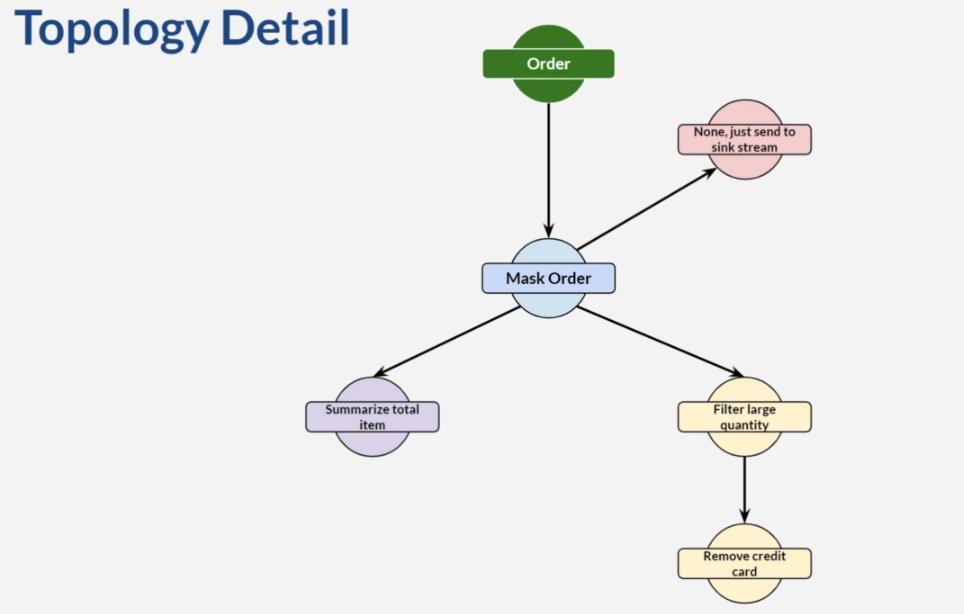 Topology Detail
Order
None, just send to
sink stream
Mask Order
Summarize total
item
Filter large
quantity
Remove credit
card